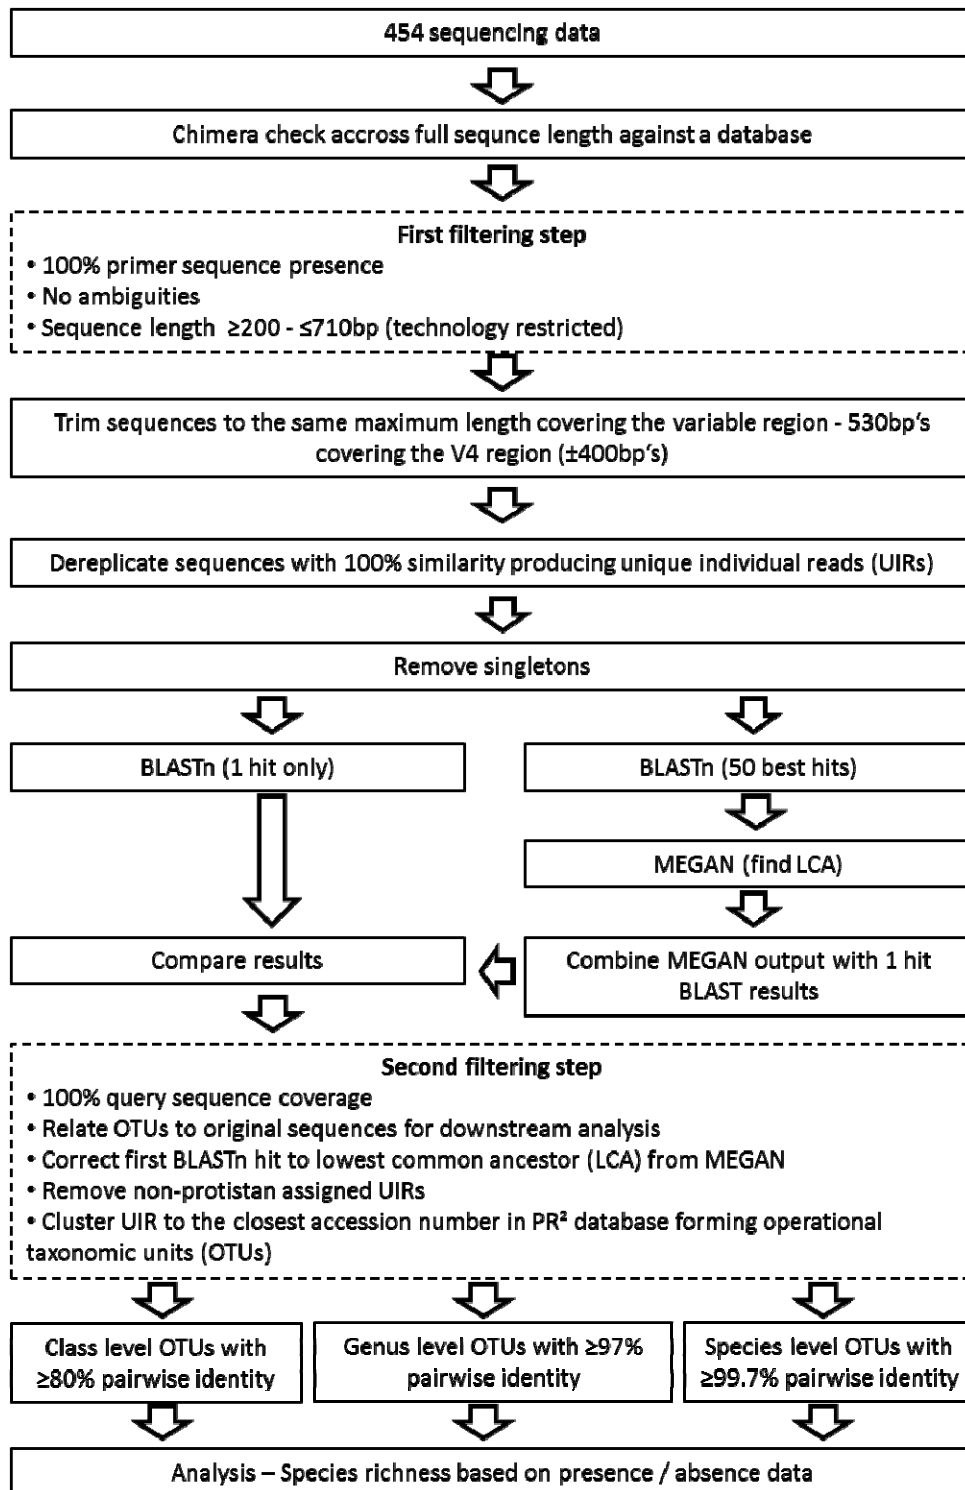 454 sequencing data
Chimera check accross full sequnce length against a database
First filtering step
• 100% primer sequence presence
• No ambiguities
• Sequence length ≥200 - ≤710bp (technology restricted)
Trim sequences to the same maximum length covering the variable region - 530bp's
covering the V4 region (±400bp's)
Dereplicate sequences with 100% similarity producing unique individual reads (UIRs)
Remove singletons
BLASTn (1 hit only)
BLASTn (50 best hits)
MEGAN (find LCA)
Compare results
Combine MEGAN output with 1 hit
BLAST results
Second filtering step
• 100% query sequence coverage
• Relate OTUs to original sequences for downstream analysis
• Correct first BLASTn hit to lowest common ancestor (LCA) from MEGAN
• Remove non-protistan assigned UIRs
• Cluster UIR to the closest accession number in PR² database forming operational
taxonomic units (OTUs)
Class level OTUs with
≥80% pairwise identity
Genus level OTUs with ≥97%
pairwise identity
Species level OTUs with
≥99.7% pairwise identity
Analysis – Species richness based on presence / absence data